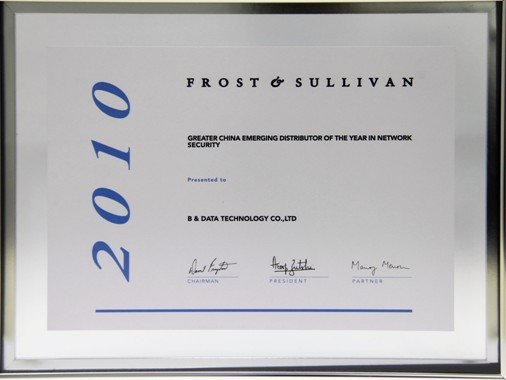 2010
FROST & SULLIVAN
GREATER CHINA EMERGING DISTRIBUTOR OF THE YEAR IN NETWORK
SECURITY
Presented to
B & DATA TECHNOLOGY CO.,LTD
CHAIRMAN PRESIDENT PARTNER